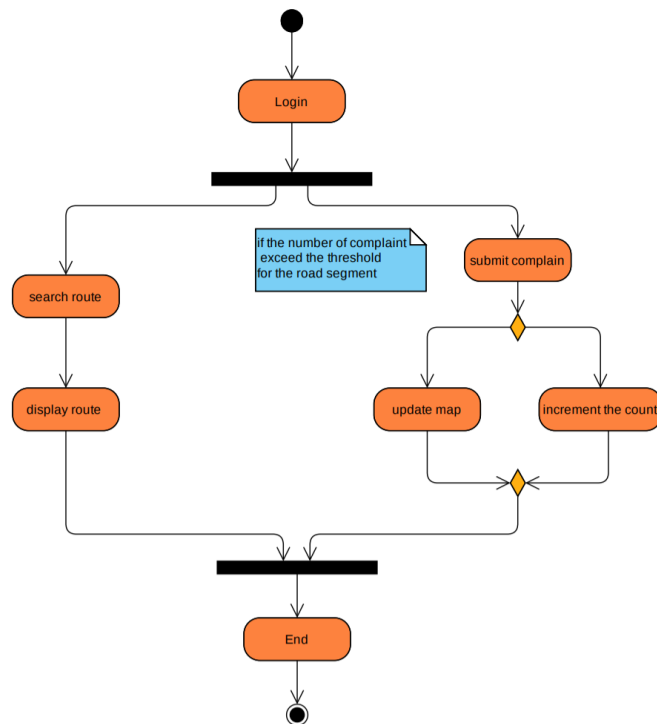 Login
if the number of complaint
exceed the threshold
for the road segment
submit complain
search route
display route
update map
increment the count
End